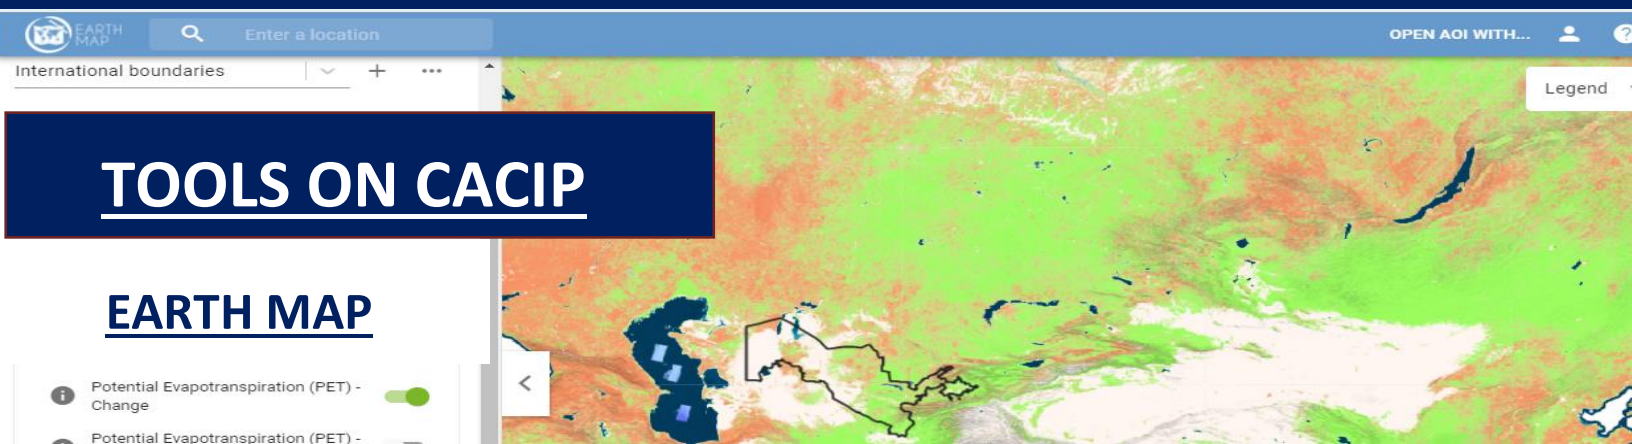 EARTH
MAP
Enter a location
OPEN AOI WITH...
International boundaries
Legend
TOOLS ON CACIP
EARTH MAP
Potential Evapotranspiration (PET) -
Change
Potential Evapotranspiration (PET) -